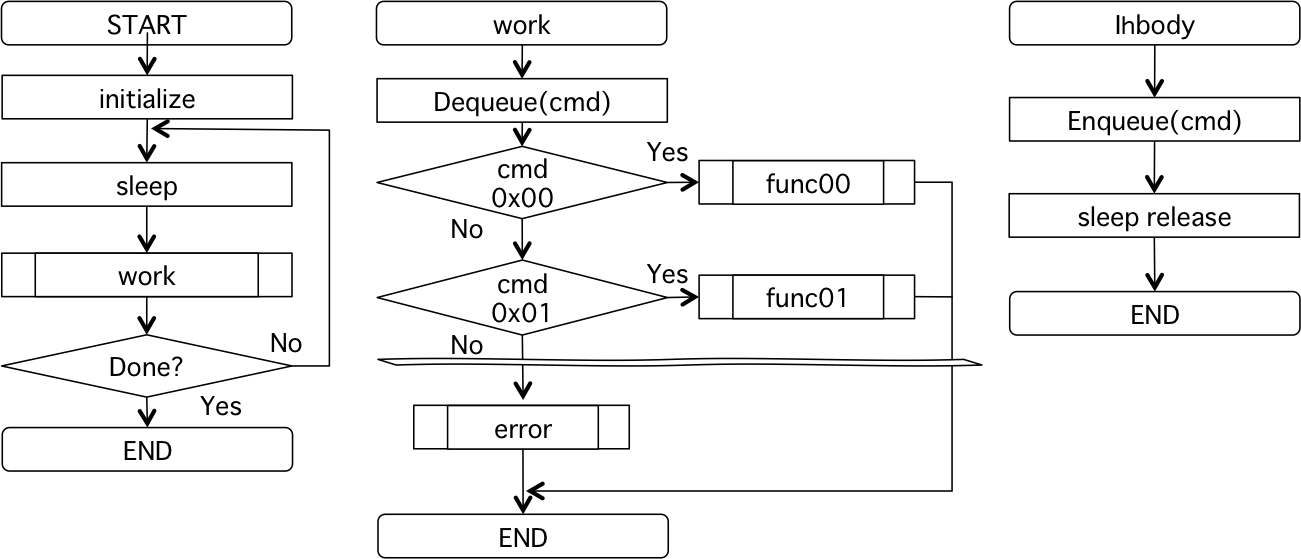 START
initialize
sleep
work
Done?
No
Yes
END
work
Dequeue(cmd)
cmd
0x00
Yes
func00
No
cmd
0x01
Yes
func01
No
error
END
Ihbody
Enqueue(cmd)
sleep release
END